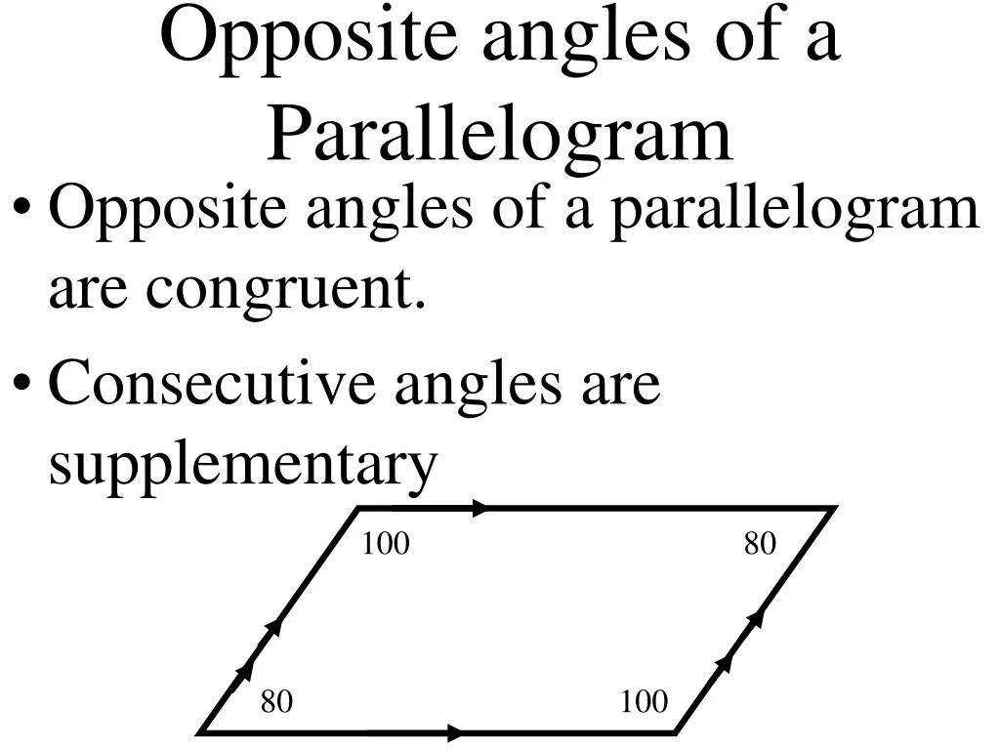 Opposite angles of a
Parallelogram
• Opposite angles of a parallelogram
are congruent.
• Consecutive angles are
supplementary
100 80
80 100